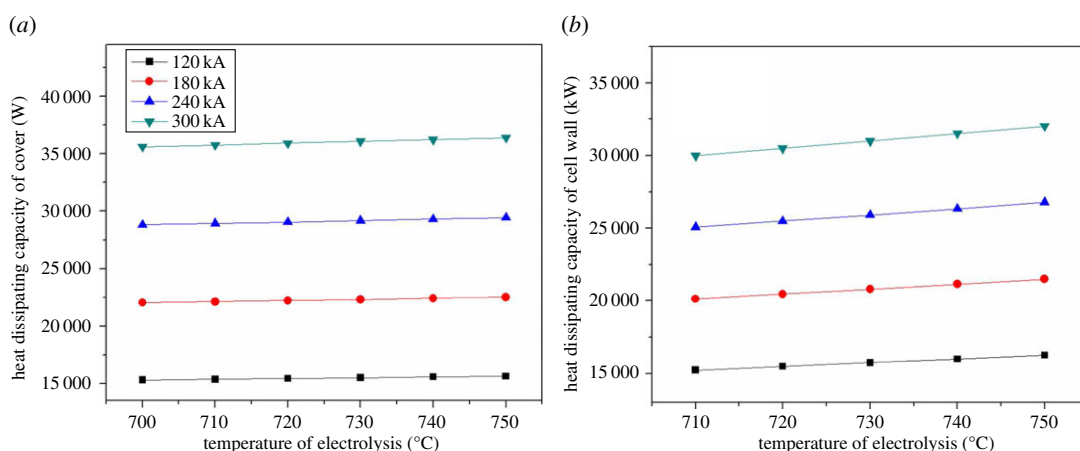 (a)
heat dissipating capacity of cover (W)
40 000
35 000
30 000
25 000
20 000
15 000
120 kA
180 kA
240 kA
300 kA
700 710 720 730 740 750
temperature of electrolysis (°C)
(b)
heat dissipating capacity of cell wall (kW)
35 000
30 000
25 000
20 000
15 000
710 720 730 740 750
temperature of electrolysis (°C)